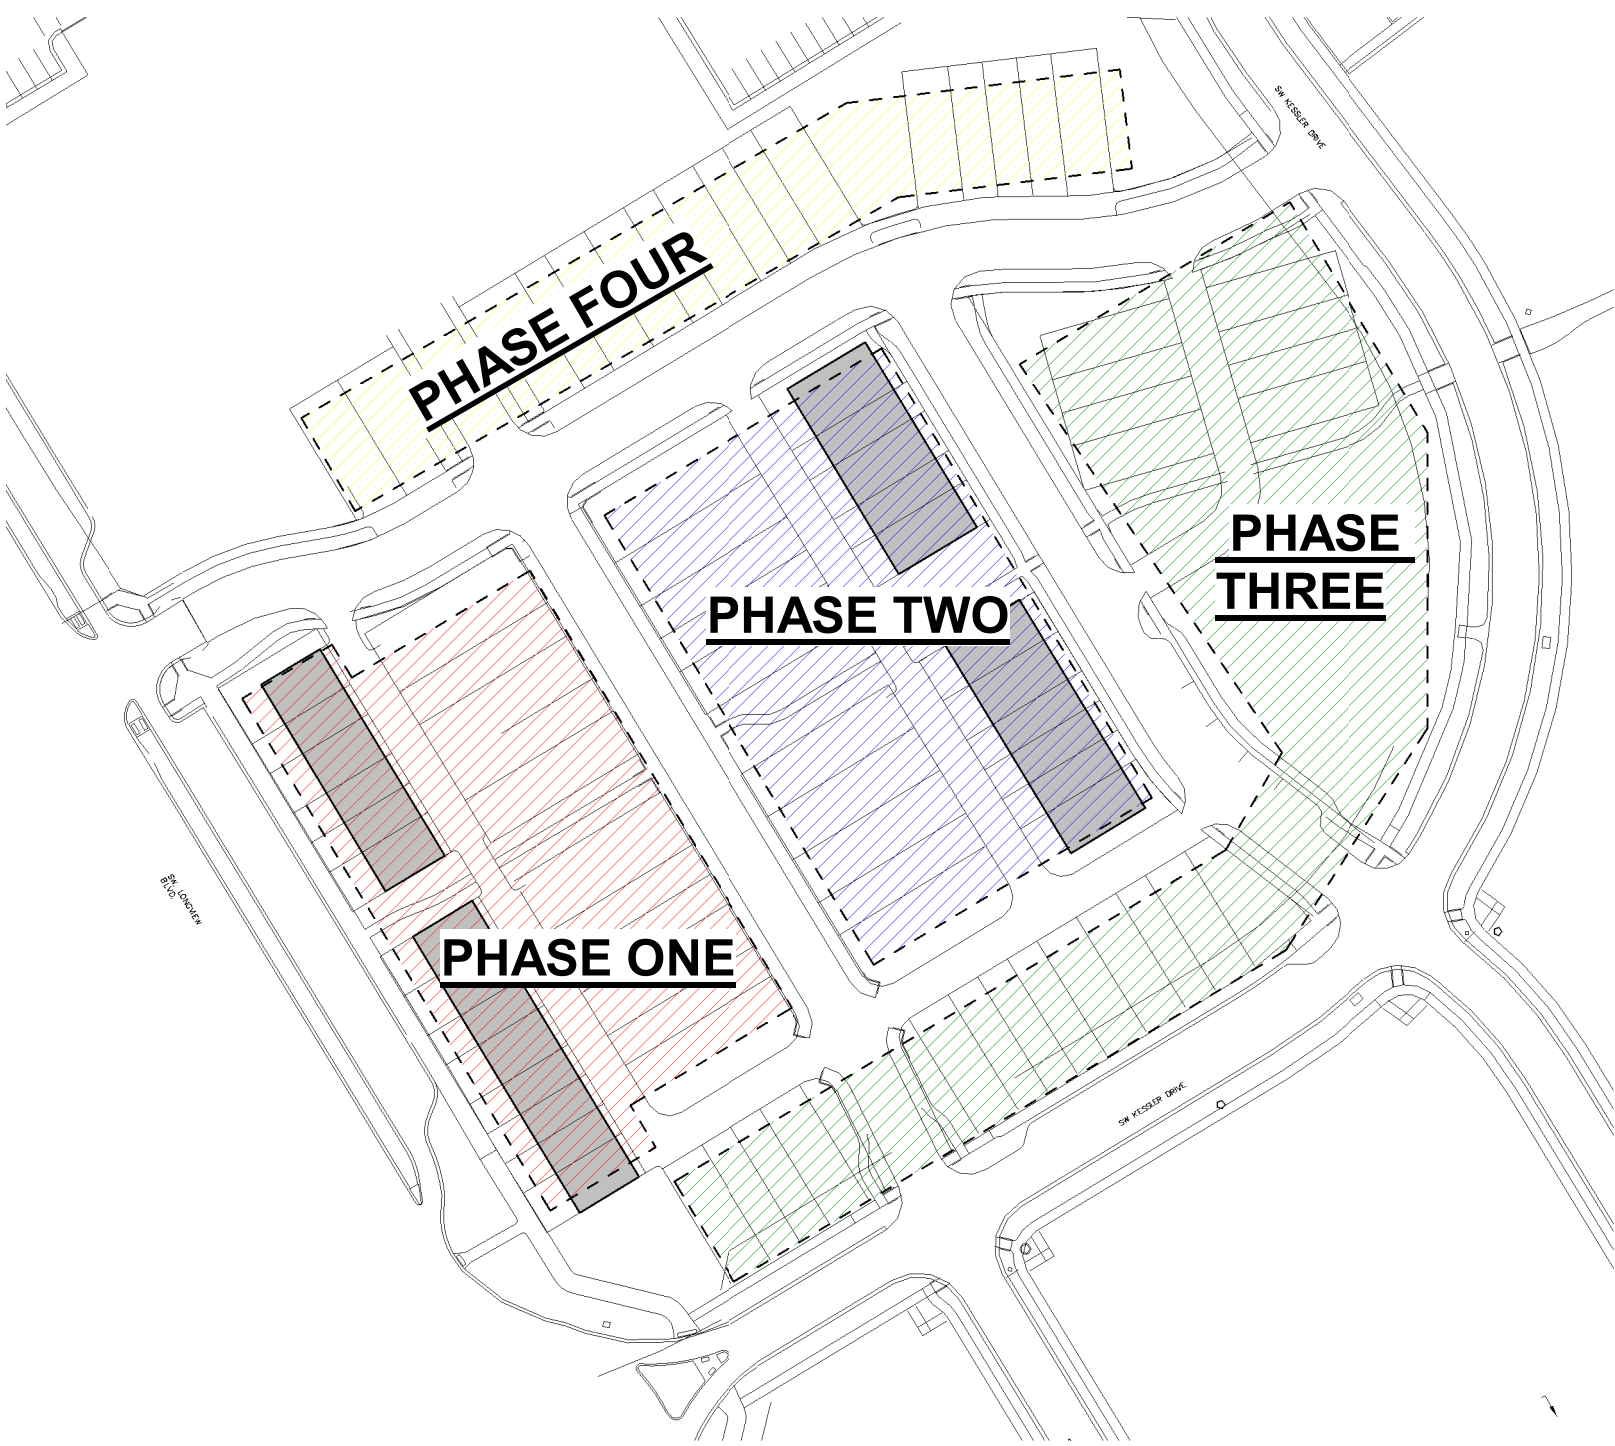 SW KESSLER DRIVE
PHASE FOUR
PHASE
THREE
PHASE TWO
SW LONGVIEW
BLVD.
PHASE ONE
SW KESSLER DRIVE